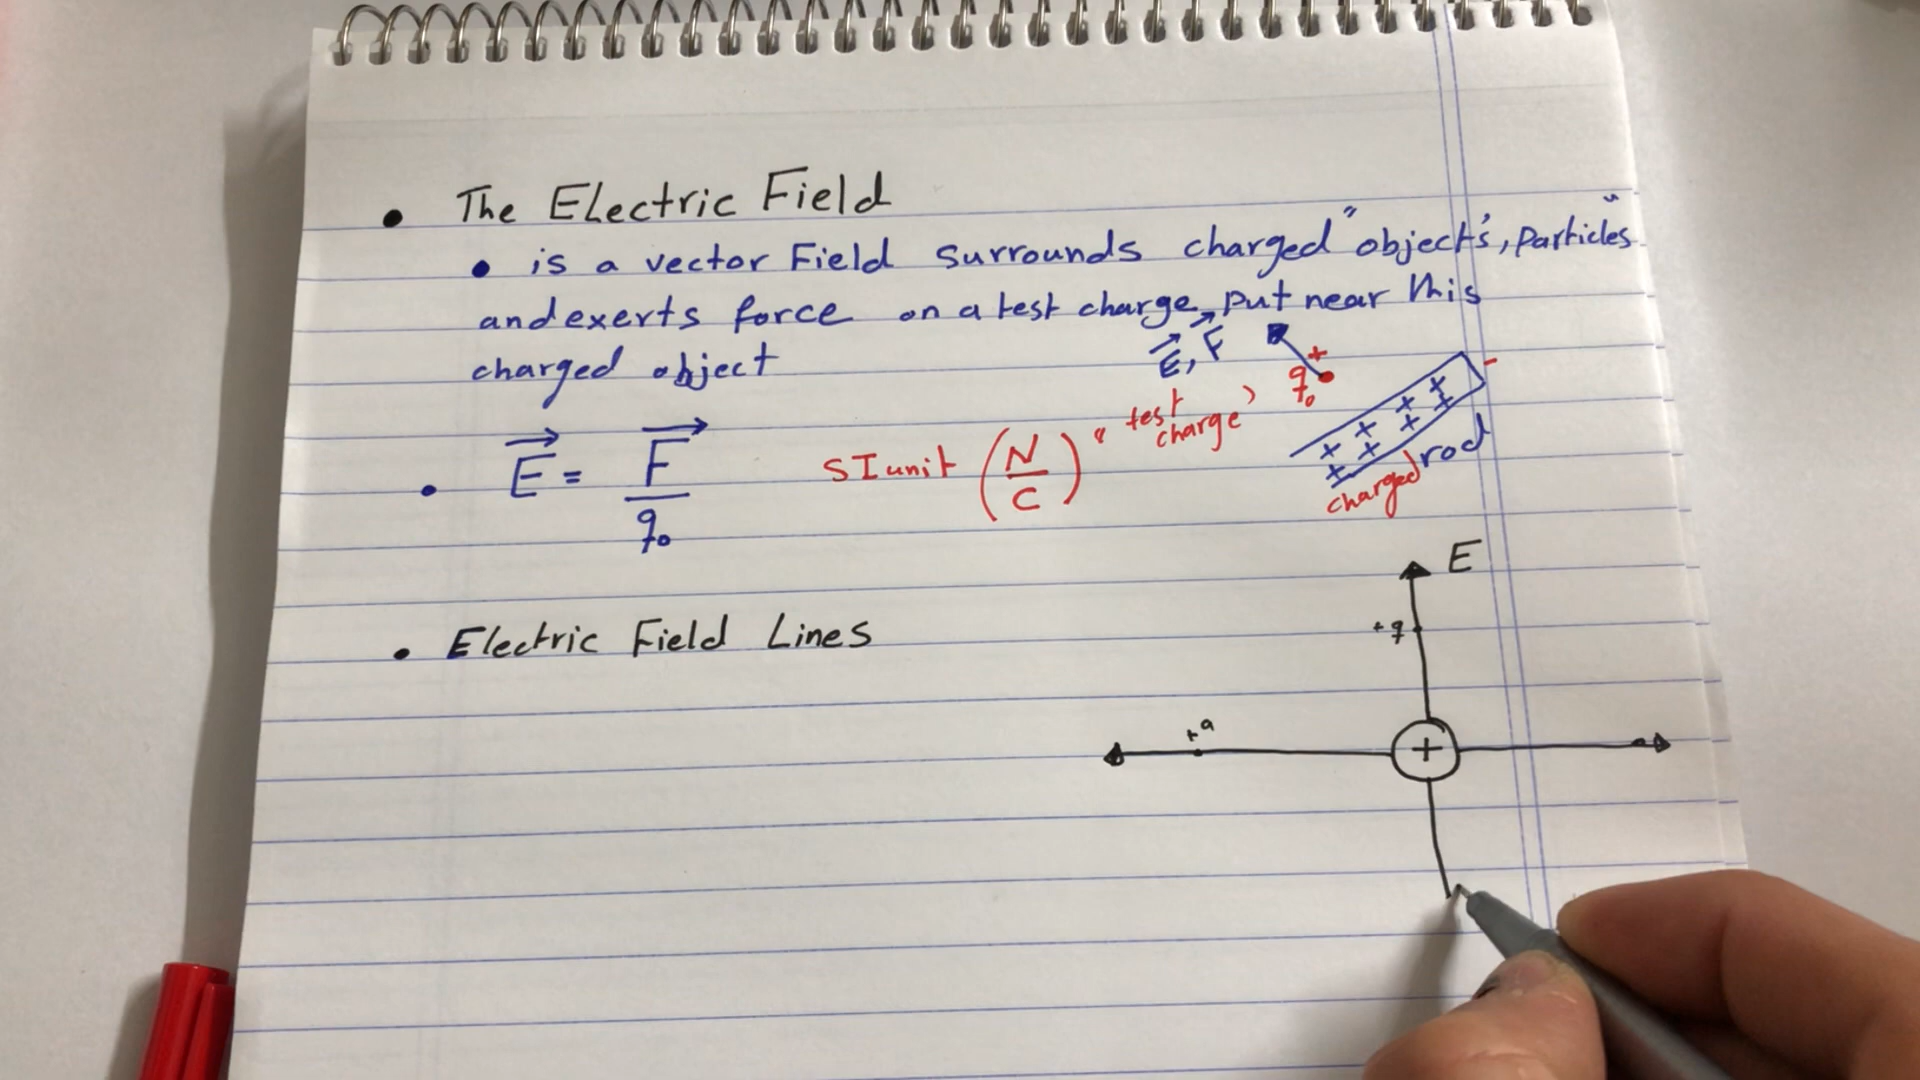 • The Electric Field
• is a vector Field surrounds charged "objects', particles"
and exerts force on a test charge, put near this
charged object
E, F
+
q₀
-
"test
charge"
+ + + + + + + +
charged rod
• E = F / q₀
SI unit (N/C)
E
+q
• Electric Field Lines
+q
+